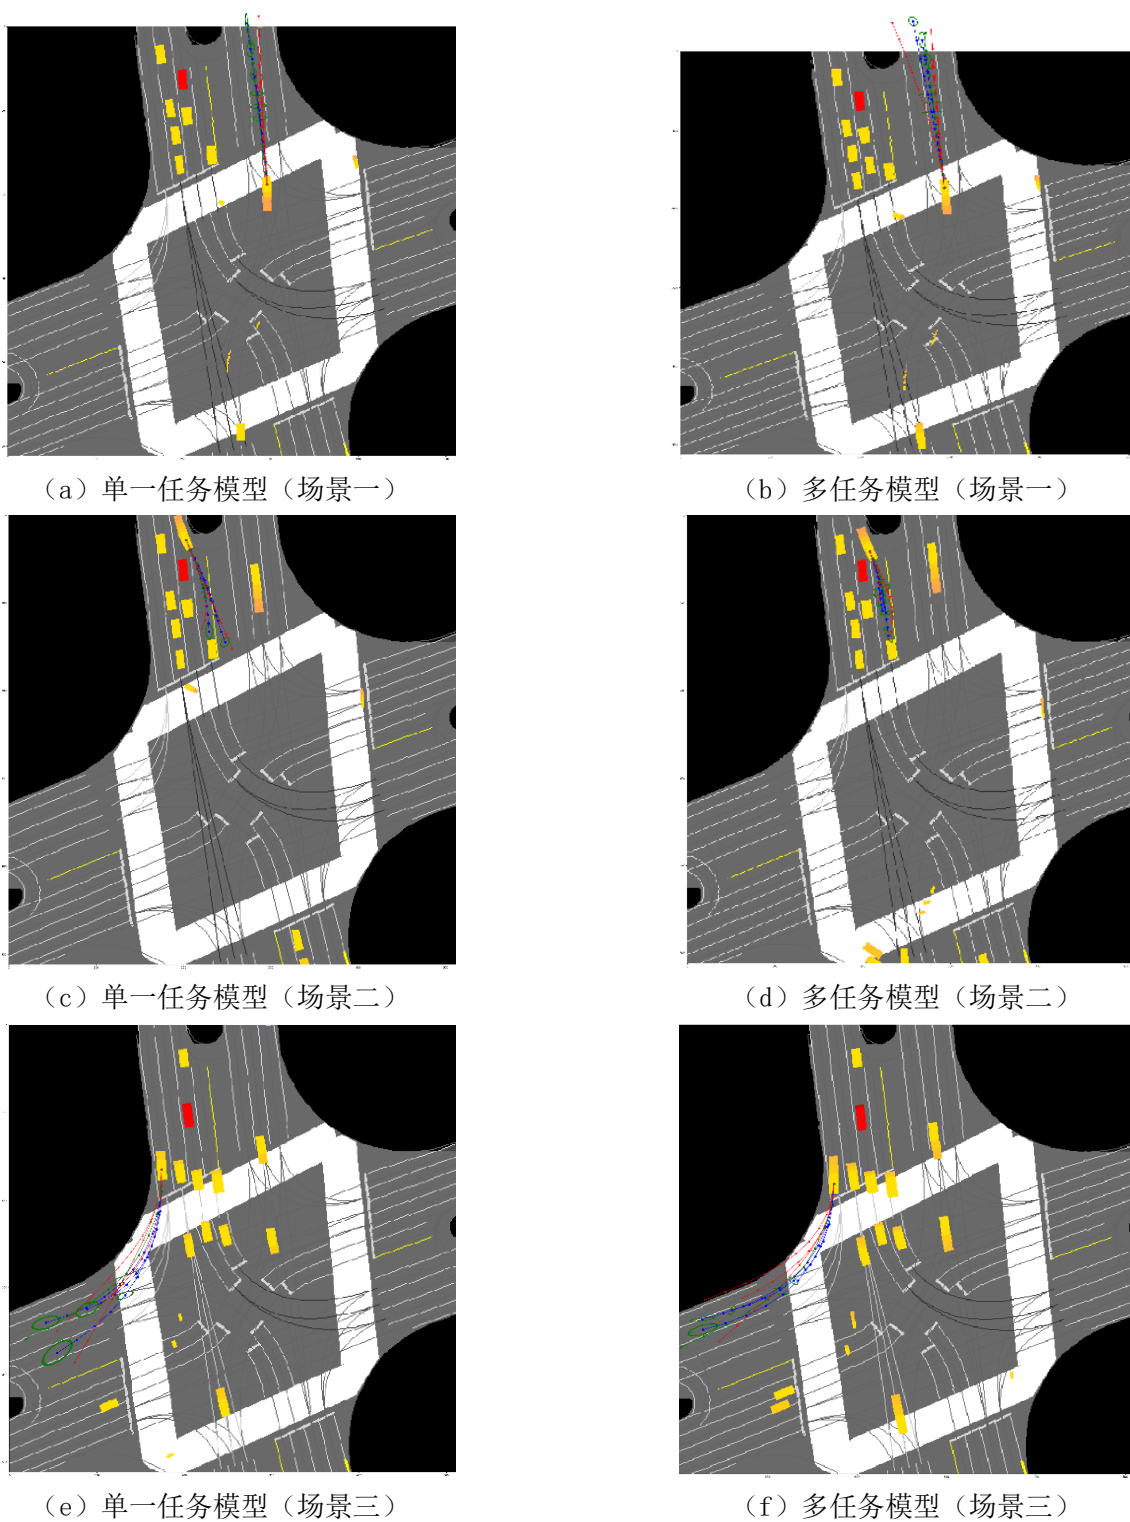 (a) 单一任务模型（场景一）
(b) 多任务模型（场景一）
(c) 单一任务模型（场景二）
(d) 多任务模型（场景二）
(e) 单一任务模型（场景三）
(f) 多任务模型（场景三）